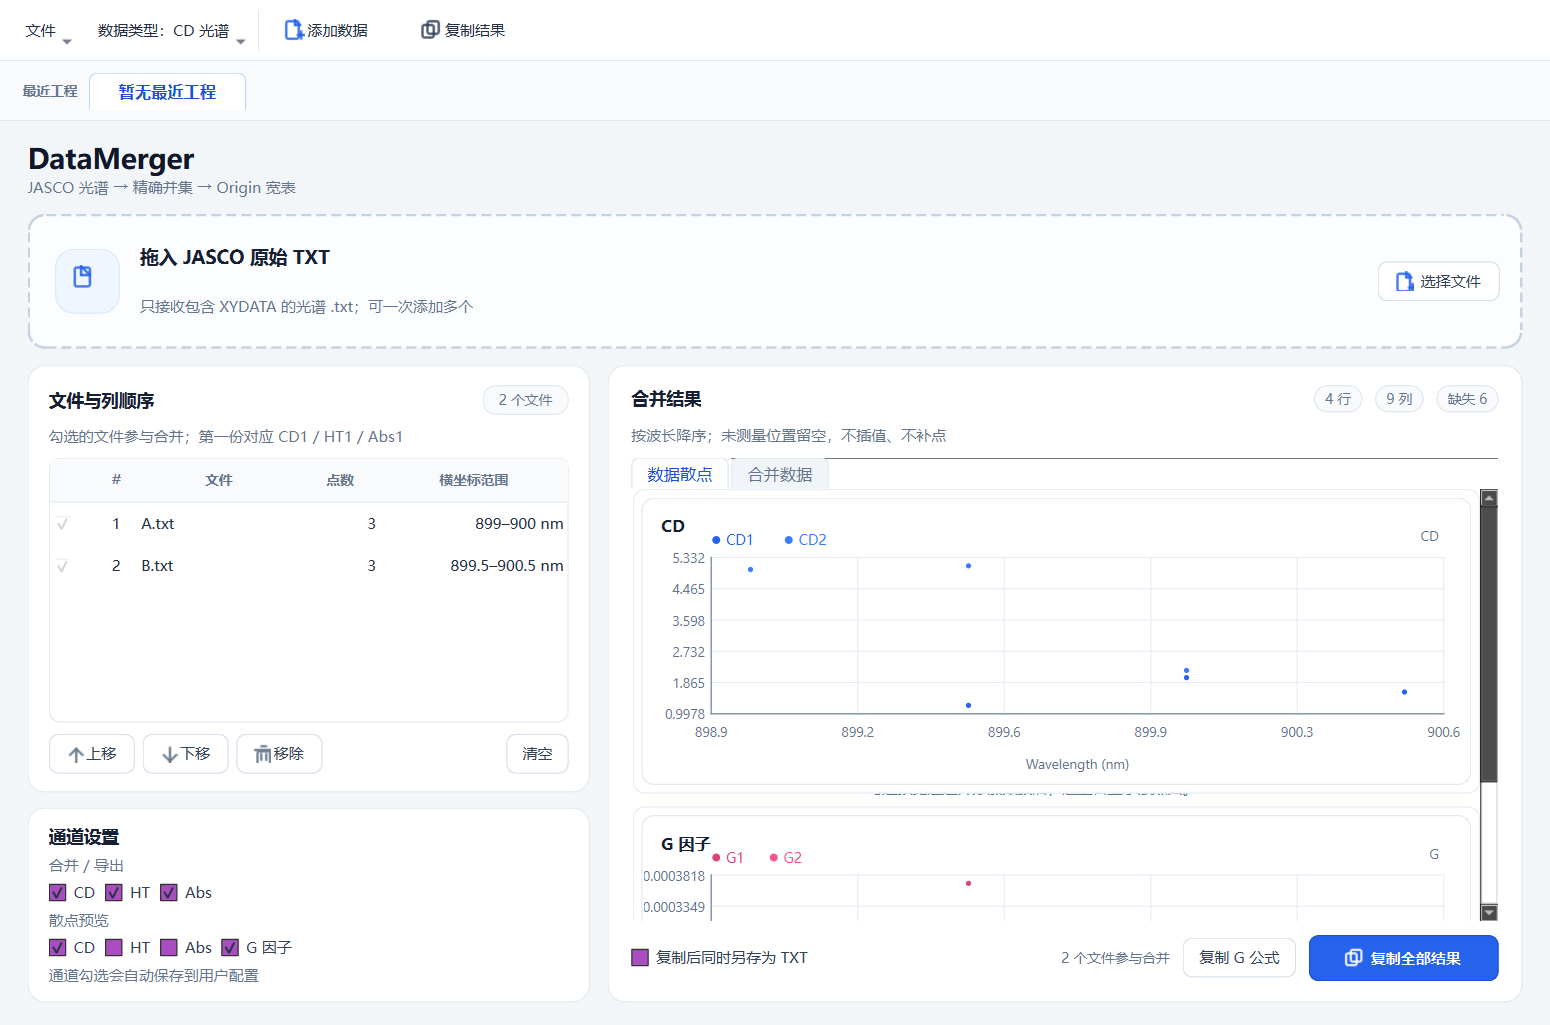 文件
数据类型：CD 光谱
添加数据
复制结果
最近工程
暂无最近工程
DataMerger
JASCO 光谱 → 精确并集 → Origin 宽表
拖入 JASCO 原始 TXT
只接收包含 XYDATA 的光谱 .txt；可一次添加多个
选择文件
文件与列顺序
2 个文件
勾选的文件参与合并；第一份对应 CD1 / HT1 / Abs1
# 文件 点数 横坐标范围
1 A.txt 3 899–900 nm
2 B.txt 3 899.5–900.5 nm
上移
下移
移除
清空
通道设置
合并 / 导出
CD HT Abs
散点预览
CD HT Abs G 因子
通道勾选会自动保存到用户配置
合并结果
4 行
9 列
缺失 6
按波长降序；未测量位置留空，不插值、不补点
数据散点
合并数据
CD
CD1 CD2
CD
5.332
4.465
3.598
2.732
1.865
0.9978
898.9 899.2 899.6 899.9 900.3 900.6
Wavelength (nm)
G 因子
G1 G2
G
0.0003818
0.0003349
复制后同时另存为 TXT
2 个文件参与合并
复制 G 公式
复制全部结果